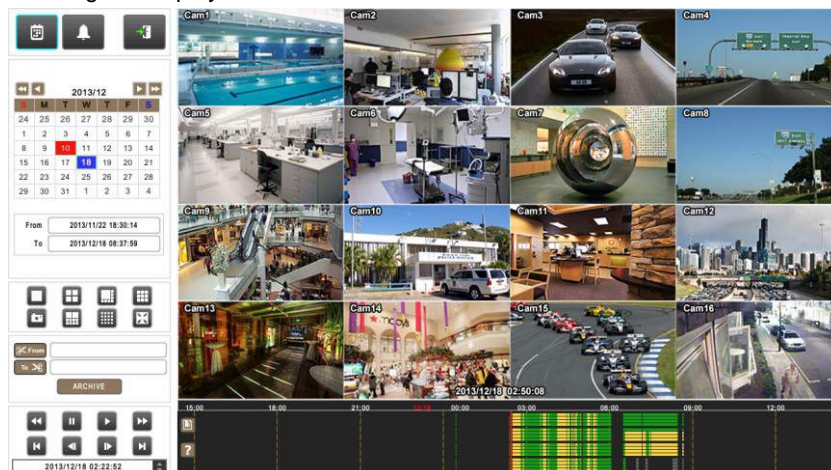 Cam1
Cam2
Cam3
Cam4
Cam5
Cam6
Cam7
Cam8
Cam9
Cam10
Cam11
Cam12
Cam13
Cam14
Cam15
Cam16
2013/12
S M T W T F S
24 25 26 27 28 29 30
1 2 3 4 5 6 7
8 9 10 11 12 13 14
15 16 17 18 19 20 21
22 23 24 25 26 27 28
29 30 31 1 2 3 4
From 2013/11/22 18:30:14
To 2013/12/18 08:37:59
From
To
ARCHIVE
macys
2013/12/18 02:50:08
15:00 18:00 21:00 12/18 00:00 03:00 06:00 09:00 12:00
?
2013/12/18 02:22:52